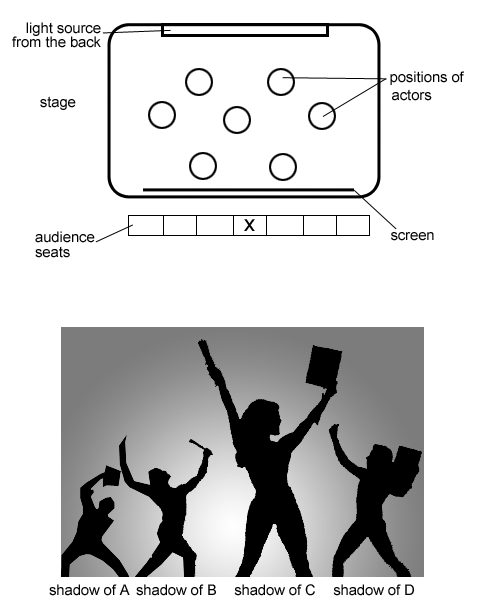 light source
from the back
positions of
actors
stage
X
audience
seats
screen
shadow of A
shadow of B
shadow of C
shadow of D